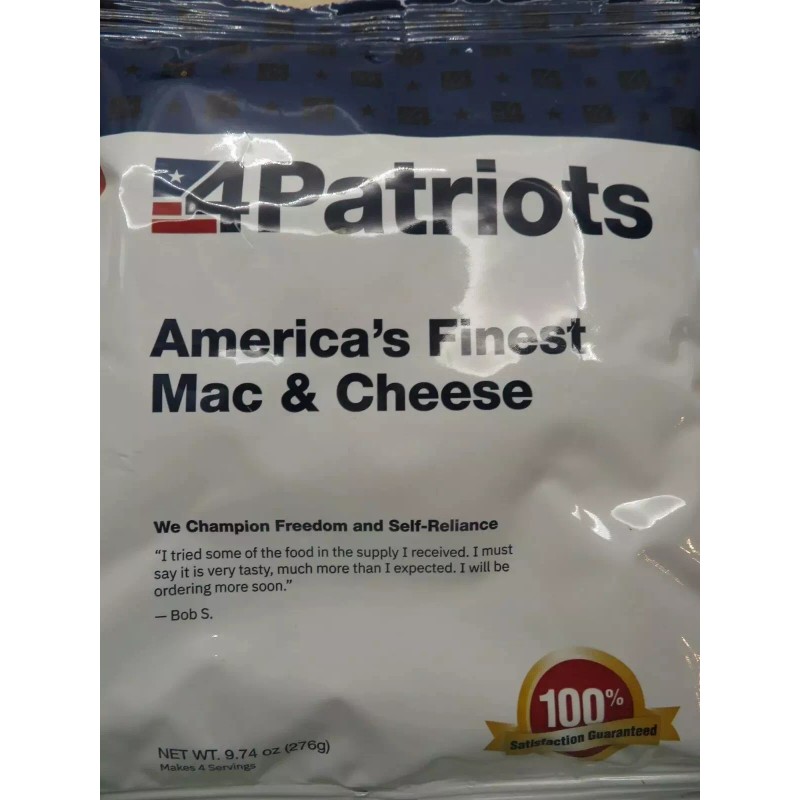 4Patriots
America's Finest
Mac & Cheese
We Champion Freedom and Self-Reliance
“I tried some of the food in the supply I received. I must
say it is very tasty, much more than I expected. I will be
ordering more soon.”
— Bob S.
100%
Satisfaction Guaranteed
NET WT. 9.74 oz (276g)
Makes 4 Servings